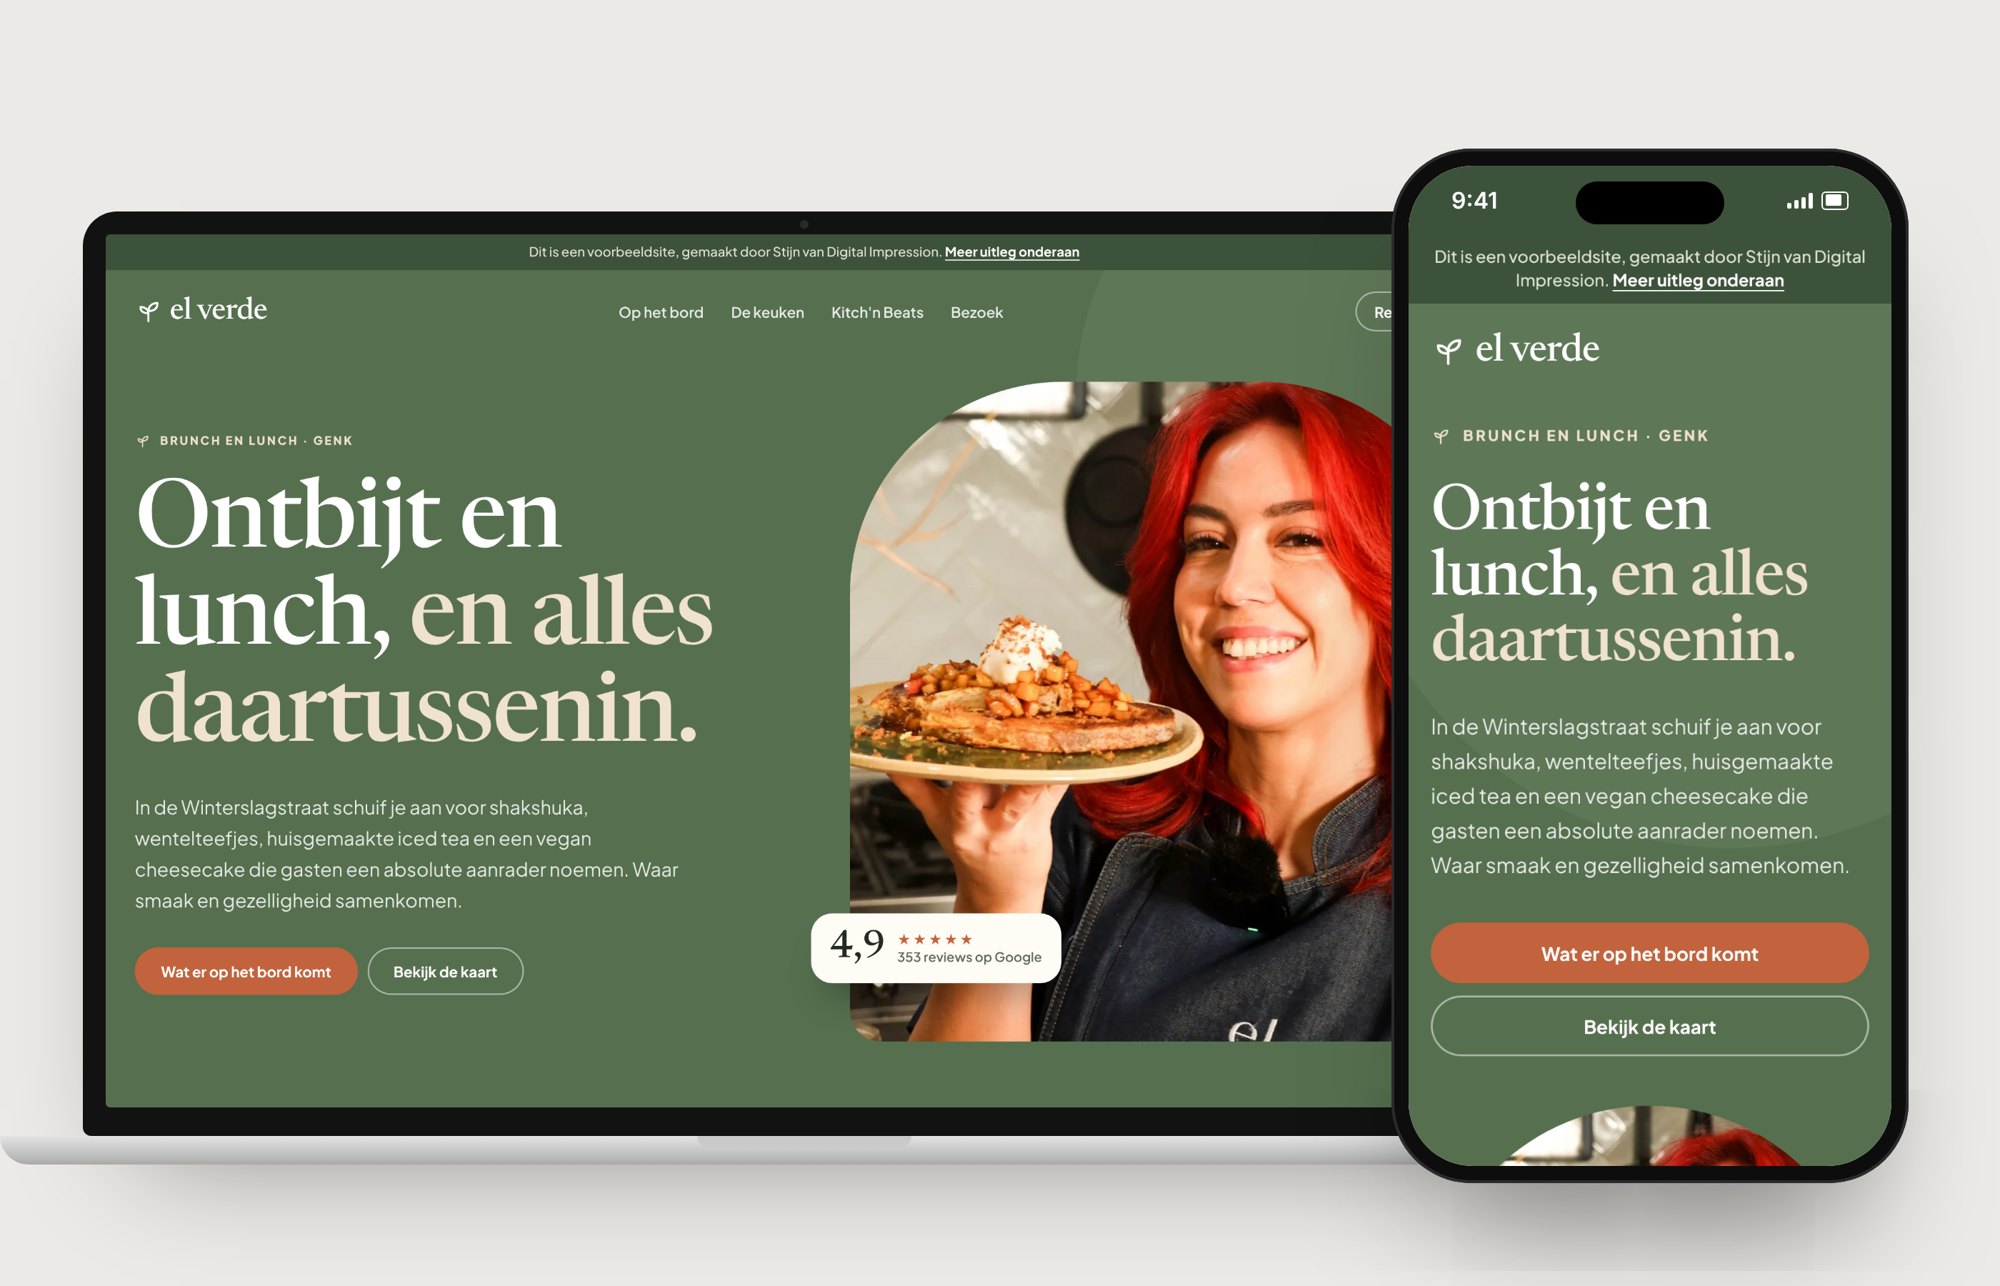 Dit is een voorbeeldsite, gemaakt door Stijn van Digital Impression. Meer uitleg onderaan
el verde
Op het bord De keuken Kitch'n Beats Bezoek
BRUNCH EN LUNCH · GENK
Ontbijt en
lunch, en alles
daartussenin.
In de Winterslagstraat schuif je aan voor shakshuka,
wentelteefjes, huisgemaakte iced tea en een vegan
cheesecake die gasten een absolute aanrader noemen. Waar
smaak en gezelligheid samenkomen.
Wat er op het bord komt
Bekijk de kaart
4,9 ★★★★★
353 reviews op Google
el
9:41
Dit is een voorbeeldsite, gemaakt door Stijn van Digital
Impression. Meer uitleg onderaan
el verde
BRUNCH EN LUNCH · GENK
Ontbijt en
lunch, en alles
daartussenin.
In de Winterslagstraat schuif je aan voor
shakshuka, wentelteefjes, huisgemaakte
iced tea en een vegan cheesecake die
gasten een absolute aanrader noemen.
Waar smaak en gezelligheid samenkomen.
Wat er op het bord komt
Bekijk de kaart